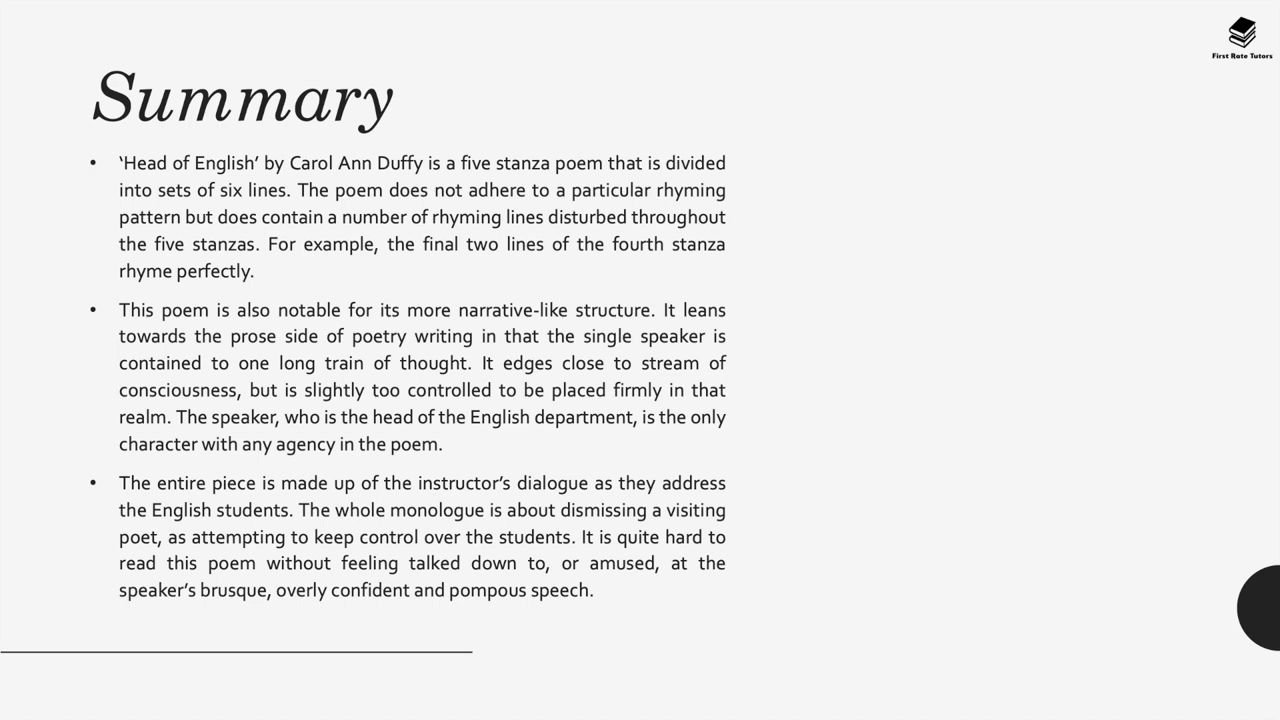 First Rate Tutors
Summary
• ‘Head of English’ by Carol Ann Duffy is a five stanza poem that is divided
into sets of six lines. The poem does not adhere to a particular rhyming
pattern but does contain a number of rhyming lines disturbed throughout
the five stanzas. For example, the final two lines of the fourth stanza
rhyme perfectly.
• This poem is also notable for its more narrative-like structure. It leans
towards the prose side of poetry writing in that the single speaker is
contained to one long train of thought. It edges close to stream of
consciousness, but is slightly too controlled to be placed firmly in that
realm. The speaker, who is the head of the English department, is the only
character with any agency in the poem.
• The entire piece is made up of the instructor’s dialogue as they address
the English students. The whole monologue is about dismissing a visiting
poet, as attempting to keep control over the students. It is quite hard to
read this poem without feeling talked down to, or amused, at the
speaker’s brusque, overly confident and pompous speech.